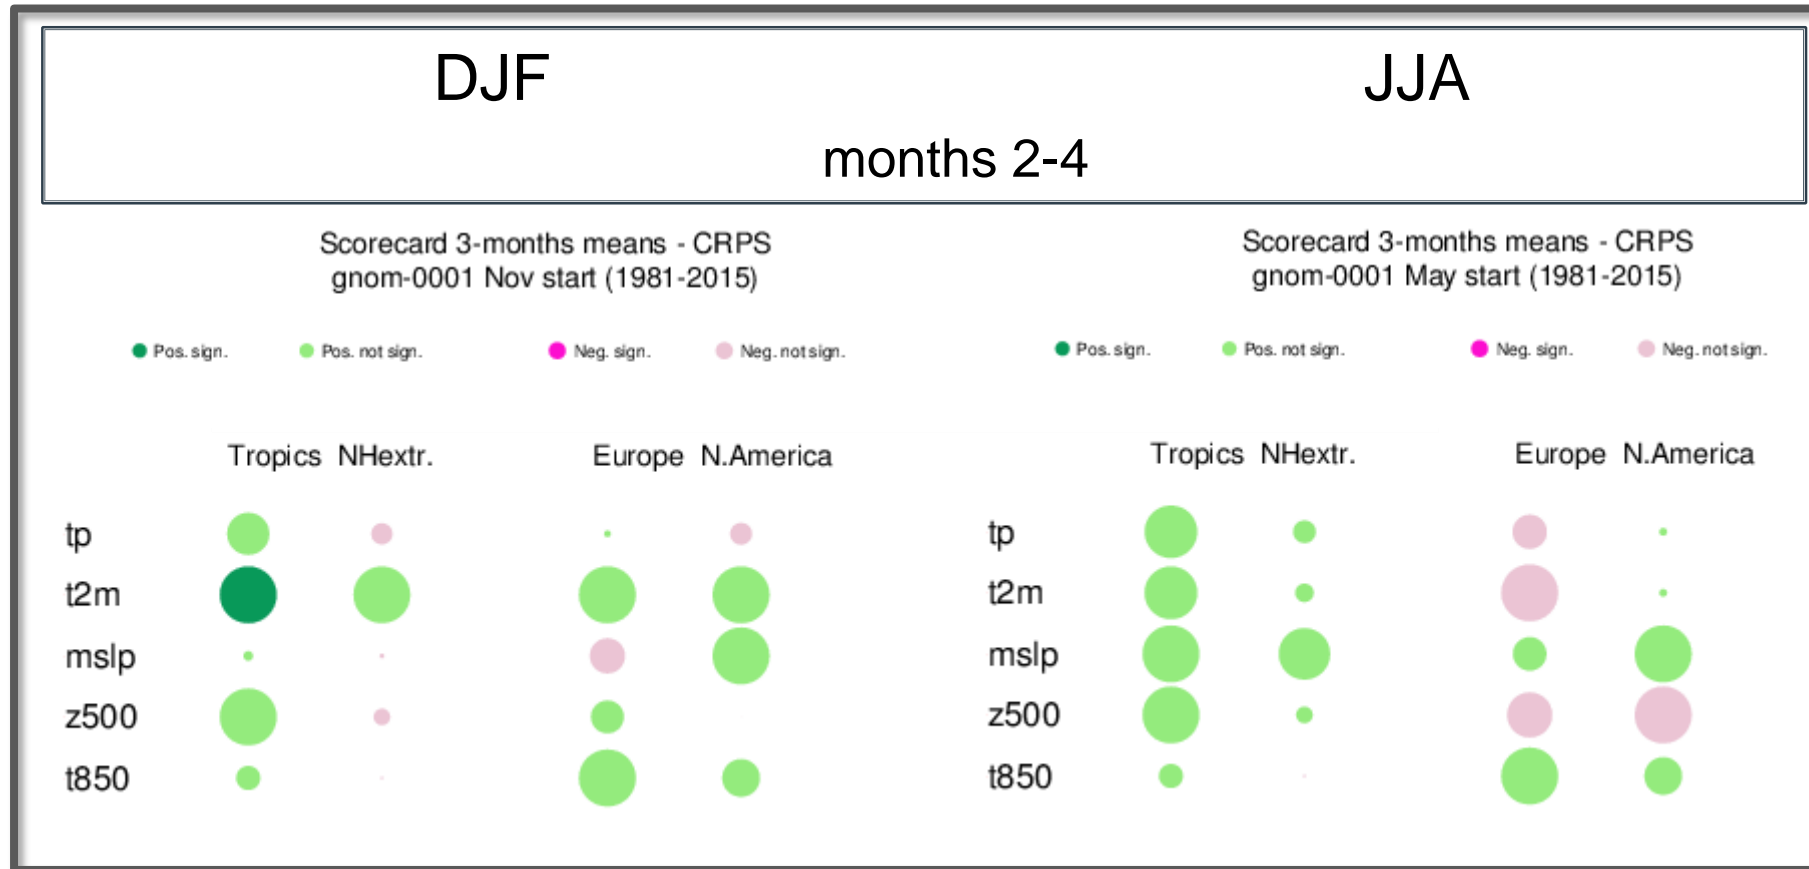 DJF
JJA
months 2-4
Scorecard 3-months means - CRPS
gnom-0001 Nov start (1981-2015)
Pos. sign.
Pos. not sign.
Neg. sign.
Neg. not sign.
Tropics NHextr.
Europe N.America
tp
t2m
mslp
z500
t850
Scorecard 3-months means - CRPS
gnom-0001 May start (1981-2015)
Pos. sign.
Pos. not sign.
Neg. sign.
Neg. not sign.
Tropics NHextr.
Europe N.America
tp
t2m
mslp
z500
t850